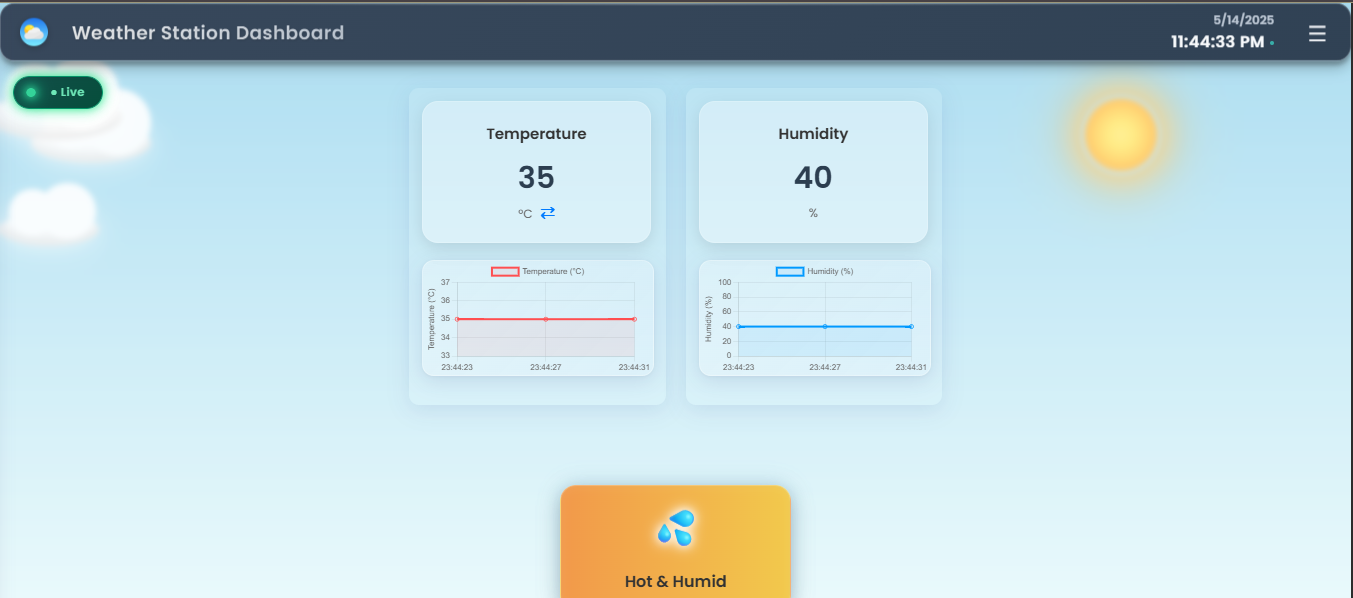 Weather Station Dashboard
5/14/2025
11:44:33 PM •
• Live
Temperature
35
°C ⇄
Humidity
40
%
Temperature (°C)
Temperature (°C)
37
36
35
34
33
23:44:23 23:44:27 23:44:31
Humidity (%)
Humidity (%)
100
80
60
40
20
0
23:44:23 23:44:27 23:44:31
Hot & Humid